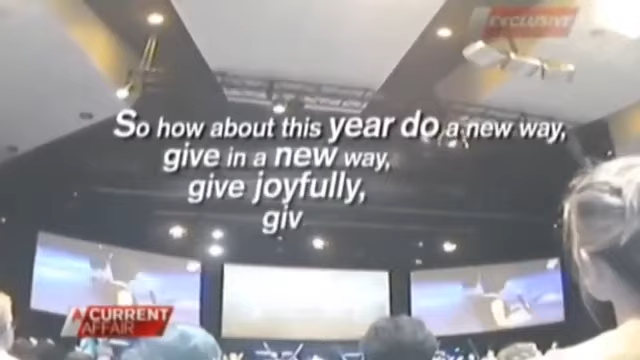 EXCLUSIVE
So how about this year do a new way,
give in a new way,
give joyfully,
giv
A CURRENT
AFFAIR